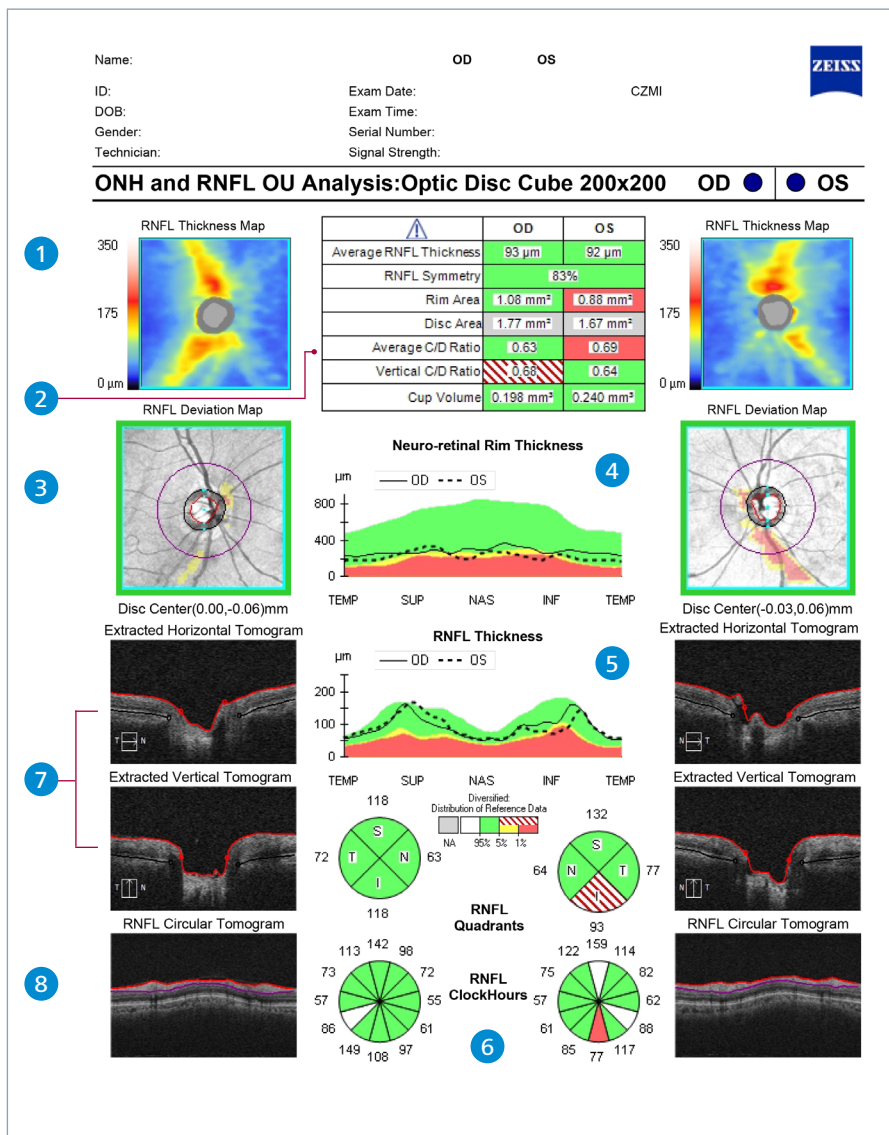 Name: OD OS
ZEISS
ID: Exam Date: CZMI
DOB: Exam Time:
Gender: Serial Number:
Technician: Signal Strength:
ONH and RNFL OU Analysis:Optic Disc Cube 200x200 OD OS
1
RNFL Thickness Map
350
175
0 µm
OD OS
Average RNFL Thickness 93 µm 92 µm
RNFL Symmetry 83%
Rim Area 1.08 mm² 0.88 mm²
Disc Area 1.77 mm² 1.67 mm²
Average C/D Ratio 0.63 0.69
Vertical C/D Ratio 0.68 0.64
Cup Volume 0.198 mm³ 0.240 mm³
RNFL Thickness Map
350
175
0 µm
2
3
RNFL Deviation Map
Disc Center(0.00,-0.06)mm
Neuro-retinal Rim Thickness
4
µm OD OS
800
400
0
TEMP SUP NAS INF TEMP
RNFL Deviation Map
Disc Center(-0.03,0.06)mm
Extracted Horizontal Tomogram
T N
RNFL Thickness
5
µm OD OS
200
100
0
TEMP SUP NAS INF TEMP
Extracted Horizontal Tomogram
N T
7
Extracted Vertical Tomogram
T N
Diversified:
Distribution of Reference Data
NA 95% 5% 1%
118
S
72 T N 63
I
118
132
S
64 N T 77
I
93
RNFL
Quadrants
Extracted Vertical Tomogram
N T
8
RNFL Circular Tomogram
113 142 98
73 72
57 55
86 61
149 108 97
RNFL
ClockHours
6
122 159 114
75 82
57 62
61 88
85 77 117
RNFL Circular Tomogram